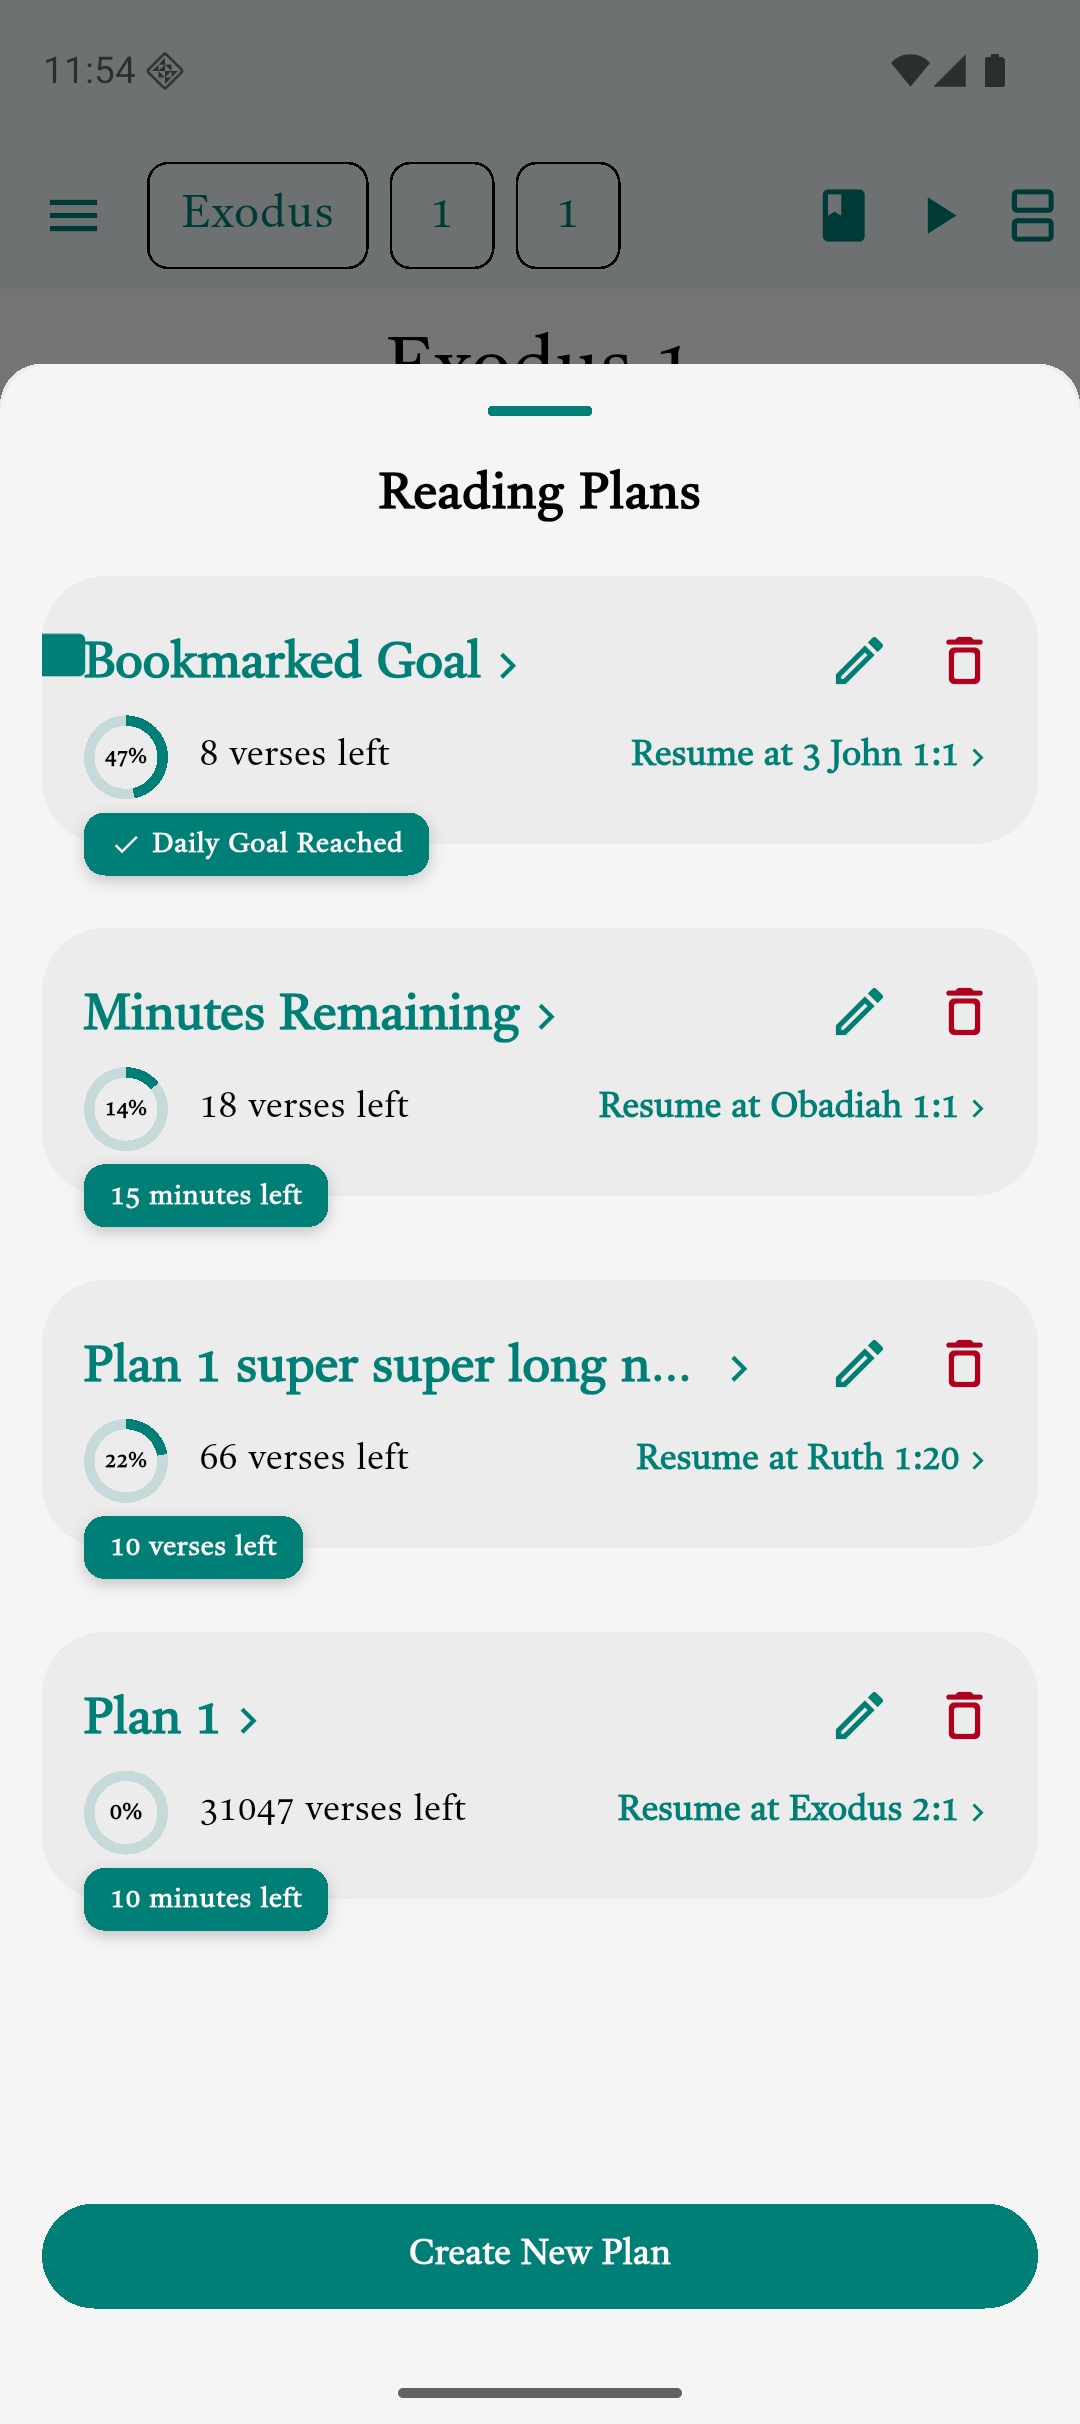 11:54
Exodus 1 1
Exodus 1
Reading Plans
Bookmarked Goal
47% 8 verses left Resume at 3 John 1:1
Daily Goal Reached
Minutes Remaining
14% 18 verses left Resume at Obadiah 1:1
15 minutes left
Plan 1 super super long n...
22% 66 verses left Resume at Ruth 1:20
10 verses left
Plan 1
0% 31047 verses left Resume at Exodus 2:1
10 minutes left
Create New Plan